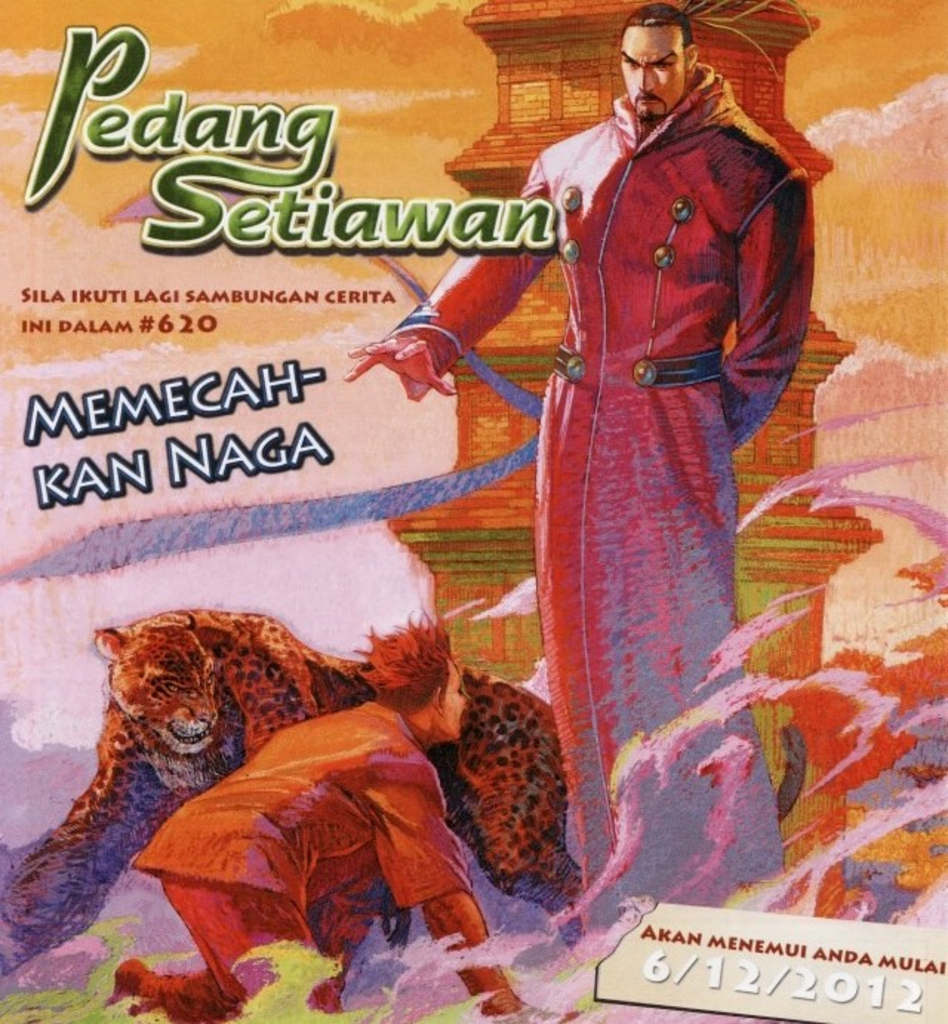 Pedang
Setiawan
SILA IKUTI LAGI SAMBUNGAN CERITA
INI DALAM #620
MEMECAH-
KAN NAGA
AKAN MENEMUI ANDA MULAI
6/12/2012